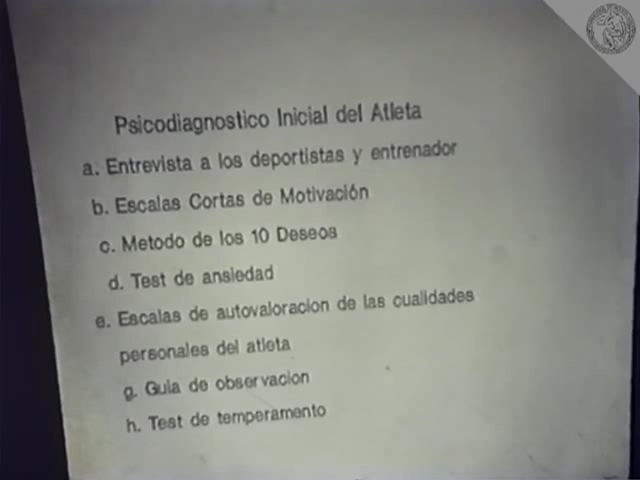 Psicodiagnostico Inicial del Atleta
a. Entrevista a los deportistas y entrenador
b. Escalas Cortas de Motivación
c. Metodo de los 10 Deseos
d. Test de ansiedad
e. Escalas de autovaloracion de las cualidades
personales del atleta
g. Guia de observacion
h. Test de temperamento